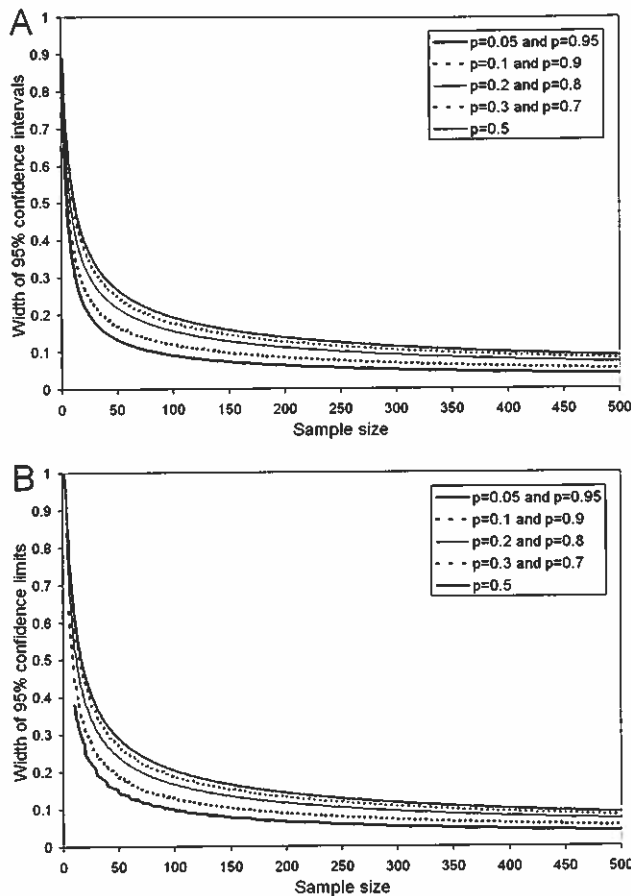 A
Width of 95% confidence intervals
1
0.9
0.8
0.7
0.6
0.5
0.4
0.3
0.2
0.1
0
p=0.05 and p=0.95
p=0.1 and p=0.9
p=0.2 and p=0.8
p=0.3 and p=0.7
p=0.5
0 50 100 150 200 250 300 350 400 450 500
Sample size
B
Width of 95% confidence limits
1
0.9
0.8
0.7
0.6
0.5
0.4
0.3
0.2
0.1
0
p=0.05 and p=0.95
p=0.1 and p=0.9
p=0.2 and p=0.8
p=0.3 and p=0.7
p=0.5
0 50 100 150 200 250 300 350 400 450 500
Sample size